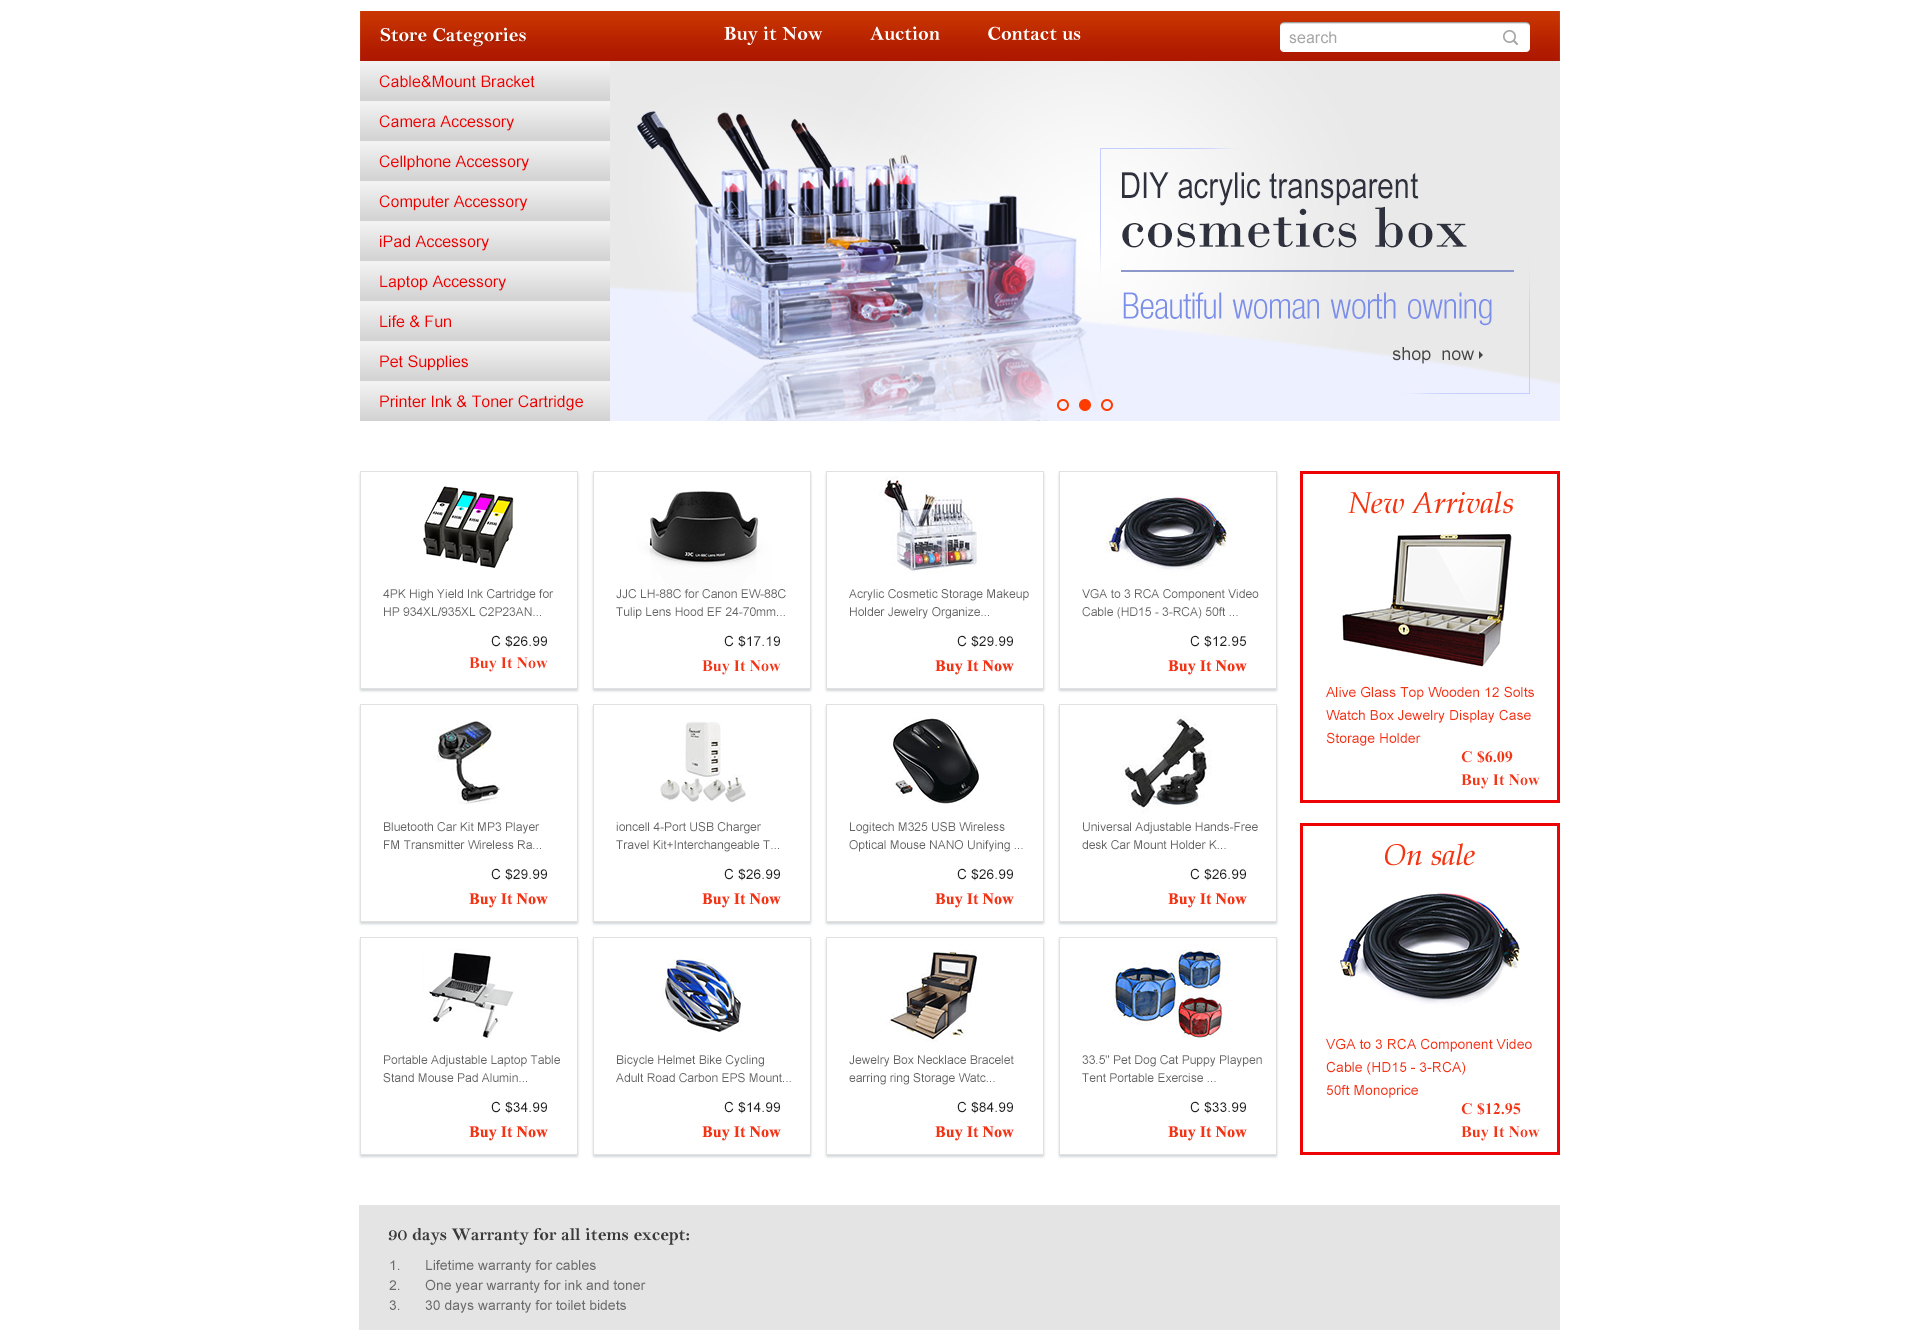 Store Categories
Buy it Now
Auction
Contact us
search
Cable&Mount Bracket
Camera Accessory
Cellphone Accessory
Computer Accessory
iPad Accessory
Laptop Accessory
Life & Fun
Pet Supplies
Printer Ink & Toner Cartridge
DIY acrylic transparent
cosmetics box
Beautiful woman worth owning
shop now
4PK High Yield Ink Cartridge for
HP 934XL/935XL C2P23AN...
C $26.99
Buy It Now
JJC LH-88C Lens Hood
JJC LH-88C for Canon EW-88C
Tulip Lens Hood EF 24-70mm...
C $17.19
Buy It Now
Acrylic Cosmetic Storage Makeup
Holder Jewelry Organize...
C $29.99
Buy It Now
VGA to 3 RCA Component Video
Cable (HD15 - 3-RCA) 50ft ...
C $12.95
Buy It Now
Bluetooth Car Kit MP3 Player
FM Transmitter Wireless Ra...
C $29.99
Buy It Now
ioncell 4-Port USB Charger
Travel Kit+Interchangeable T...
C $26.99
Buy It Now
Logitech M325 USB Wireless
Optical Mouse NANO Unifying ...
C $26.99
Buy It Now
Universal Adjustable Hands-Free
desk Car Mount Holder K...
C $26.99
Buy It Now
Portable Adjustable Laptop Table
Stand Mouse Pad Alumin...
C $34.99
Buy It Now
Bicycle Helmet Bike Cycling
Adult Road Carbon EPS Mount...
C $14.99
Buy It Now
Jewelry Box Necklace Bracelet
earring ring Storage Watc...
C $84.99
Buy It Now
33.5" Pet Dog Cat Puppy Playpen
Tent Portable Exercise ...
C $33.99
Buy It Now
New Arrivals
Alive Glass Top Wooden 12 Solts
Watch Box Jewelry Display Case
Storage Holder
C $6.09
Buy It Now
On sale
VGA to 3 RCA Component Video
Cable (HD15 - 3-RCA)
50ft Monoprice
C $12.95
Buy It Now
90 days Warranty for all items except:
1. Lifetime warranty for cables
2. One year warranty for ink and toner
3. 30 days warranty for toilet bidets